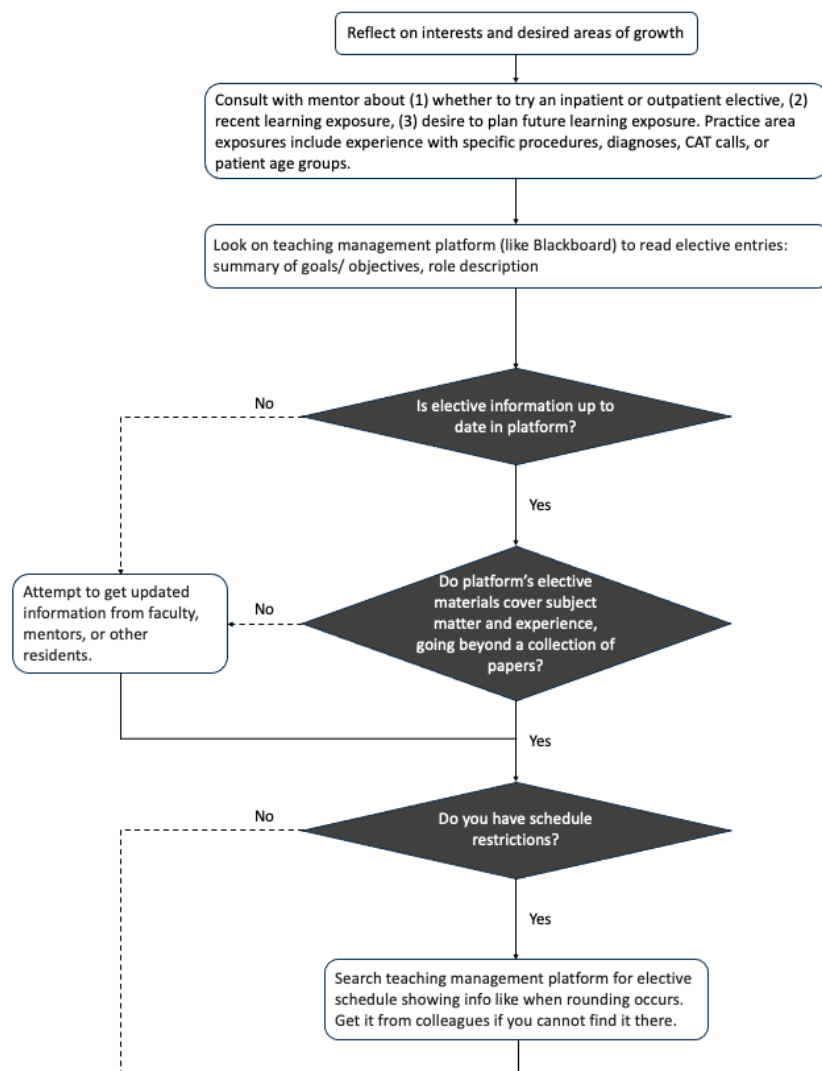 Reflect on interests and desired areas of growth
Consult with mentor about (1) whether to try an inpatient or outpatient elective, (2)
recent learning exposure, (3) desire to plan future learning exposure. Practice area
exposures include experience with specific procedures, diagnoses, CAT calls, or
patient age groups.
Look on teaching management platform (like Blackboard) to read elective entries:
summary of goals/ objectives, role description
Is elective information up to
date in platform?
No
Yes
Do platform's elective
materials cover subject
matter and experience,
going beyond a collection of
papers?
No
Attempt to get updated
information from faculty,
mentors, or other
residents.
Yes
Do you have schedule
restrictions?
No
Yes
Search teaching management platform for elective
schedule showing info like when rounding occurs.
Get it from colleagues if you cannot find it there.